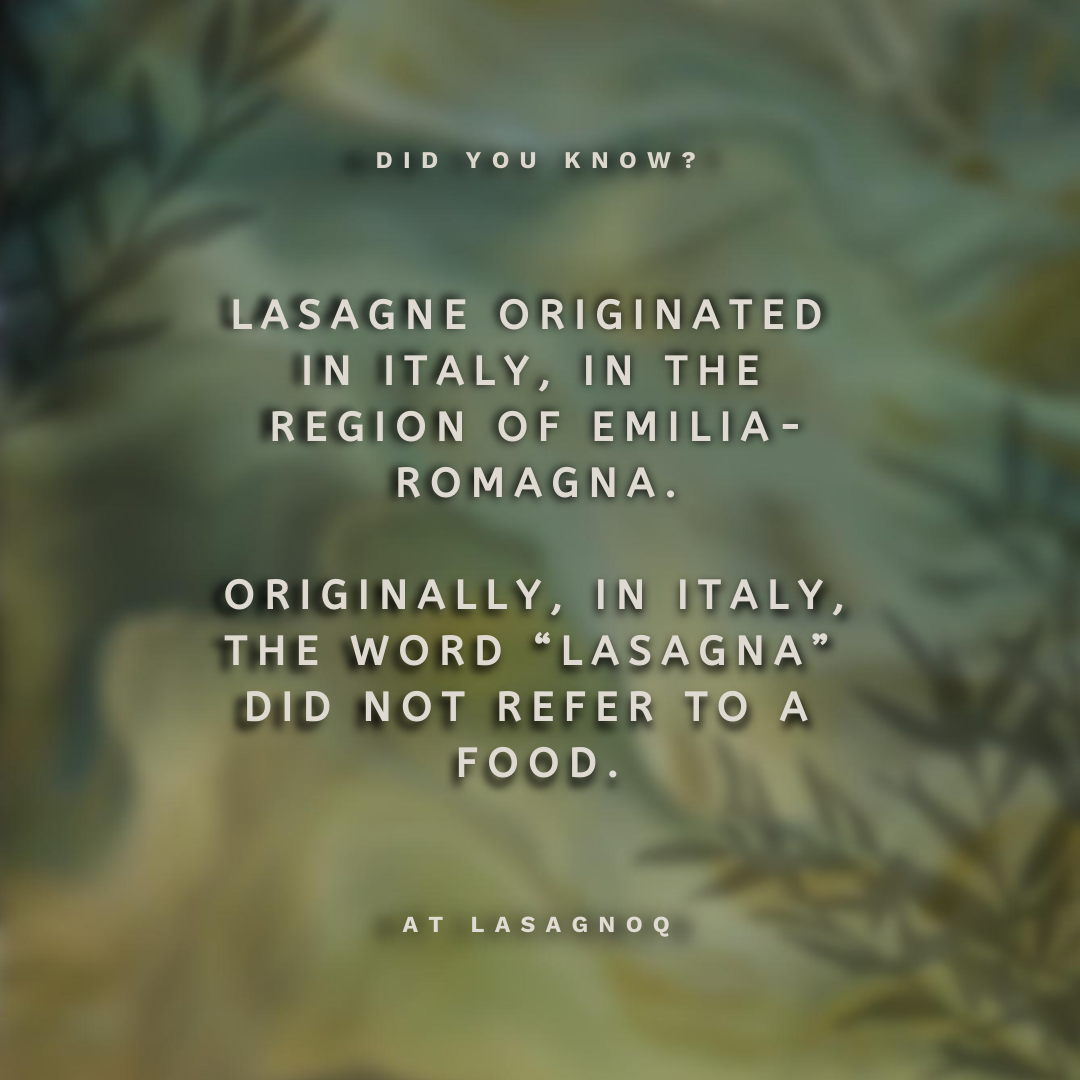 DID YOU KNOW?
LASAGNE ORIGINATED
IN ITALY, IN THE
REGION OF EMILIA-
ROMAGNA.
ORIGINALLY, IN ITALY,
THE WORD “LASAGNA”
DID NOT REFER TO A
FOOD.
AT LASAGNOQ